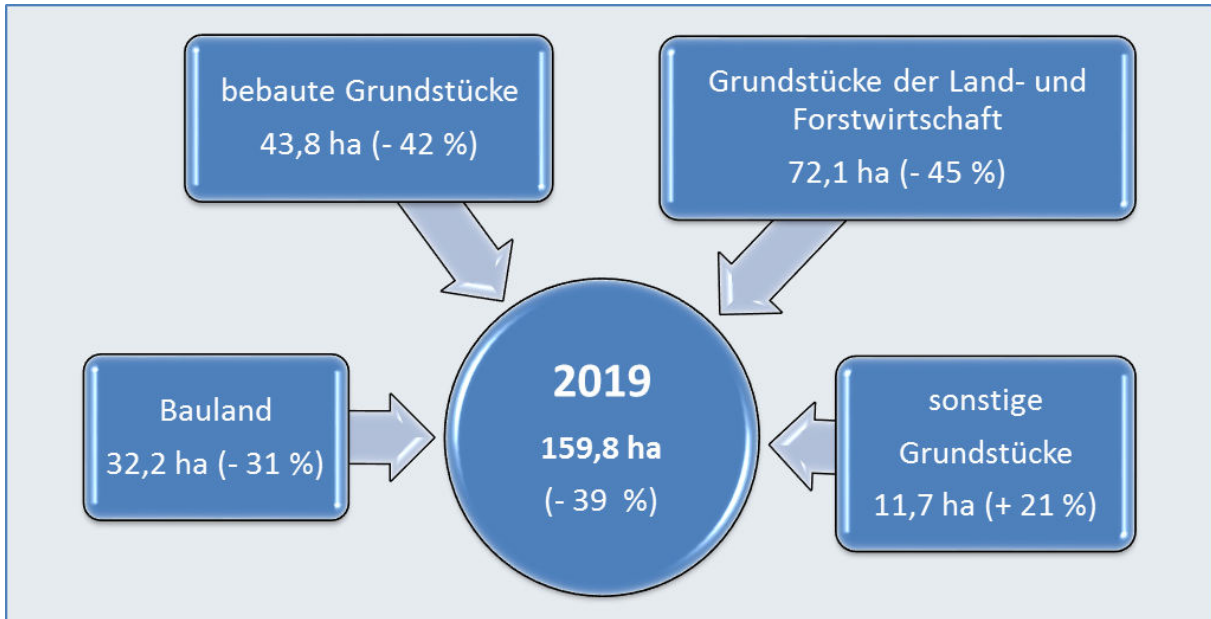 bebaute Grundstücke
43,8 ha (- 42 %)
Grundstücke der Land- und
Forstwirtschaft
72,1 ha (- 45 %)
Bauland
32,2 ha (- 31 %)
2019
159,8 ha
(- 39 %)
sonstige
Grundstücke
11,7 ha (+ 21 %)